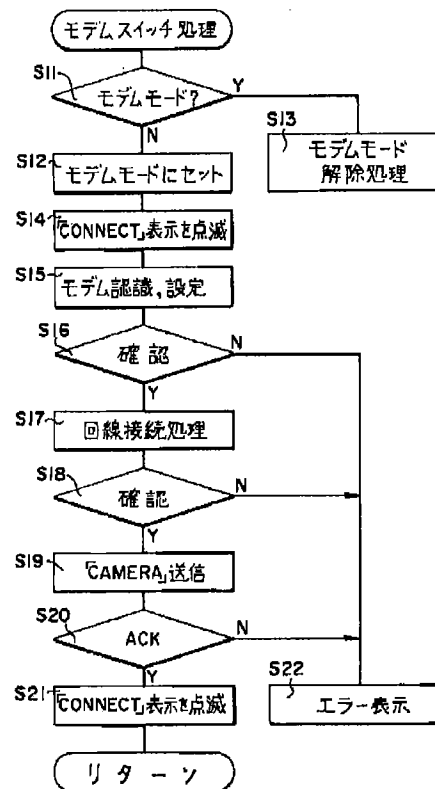 モデムスイッチ処理
S11
モデムモード?
Y
N
S13
モデムモード
解除処理
S12
モデムモードにセット
S14
「CONNECT」表示を点滅
S15
モデム認識,設定
S16
確認
N
Y
S17
回線接続処理
S18
確認
N
Y
S19
「CAMERA」送信
S20
ACK
N
Y
S21
「CONNECT」表示を点滅
S22
エラー表示
リターン